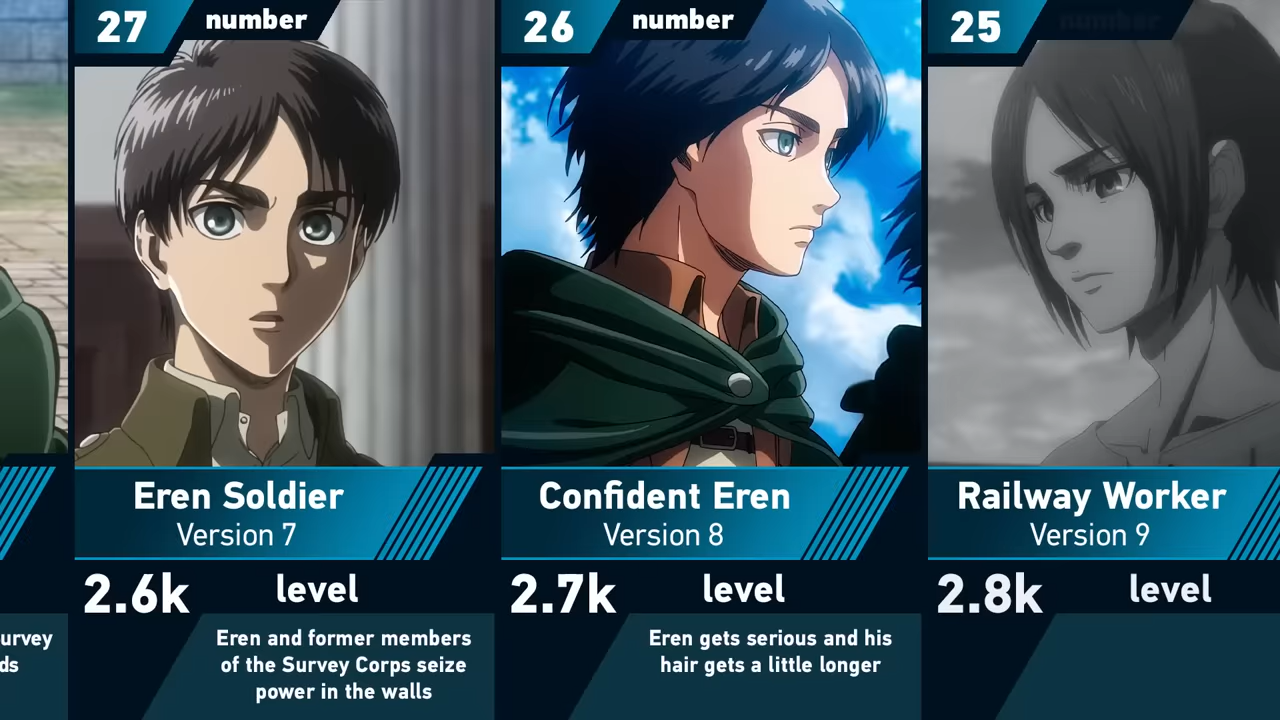 27 number
26 number
25 number
Eren Soldier
Version 7
Confident Eren
Version 8
Railway Worker
Version 9
2.6k level
2.7k level
2.8k level
Eren and former members
of the Survey Corps seize
power in the walls
Eren gets serious and his
hair gets a little longer